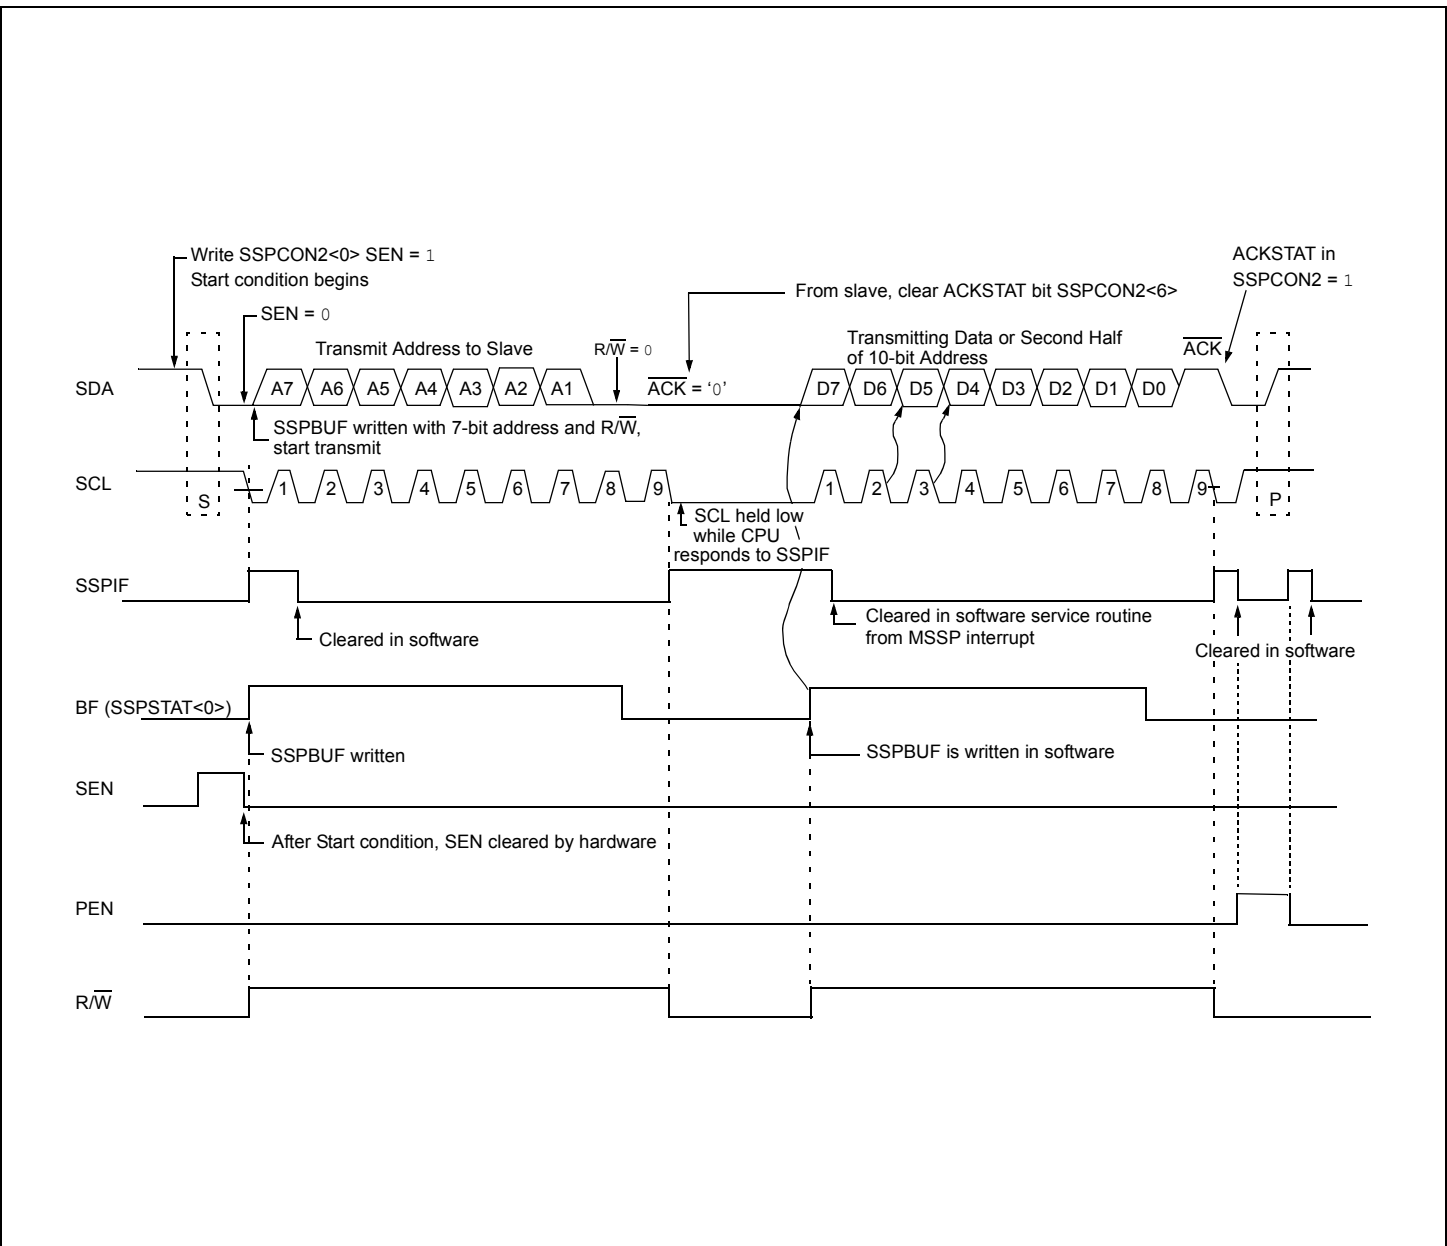 Write SSPCON2<0> SEN = 1
Start condition begins
ACKSTAT in
SSPCON2 = 1
From slave, clear ACKSTAT bit SSPCON2<6>
SEN = 0
Transmit Address to Slave
R/W̅ = 0
Transmitting Data or Second Half
of 10-bit Address
A̅C̅K̅
SDA
A7 A6 A5 A4 A3 A2 A1
A̅C̅K̅ = '0'
D7 D6 D5 D4 D3 D2 D1 D0
SSPBUF written with 7-bit address and R/W̅,
start transmit
SCL
S
1 2 3 4 5 6 7 8 9
1 2 3 4 5 6 7 8 9
P
SCL held low
while CPU
responds to SSPIF
SSPIF
Cleared in software
Cleared in software service routine
from MSSP interrupt
Cleared in software
BF (SSPSTAT<0>)
SSPBUF written
SSPBUF is written in software
SEN
After Start condition, SEN cleared by hardware
PEN
R/W̅